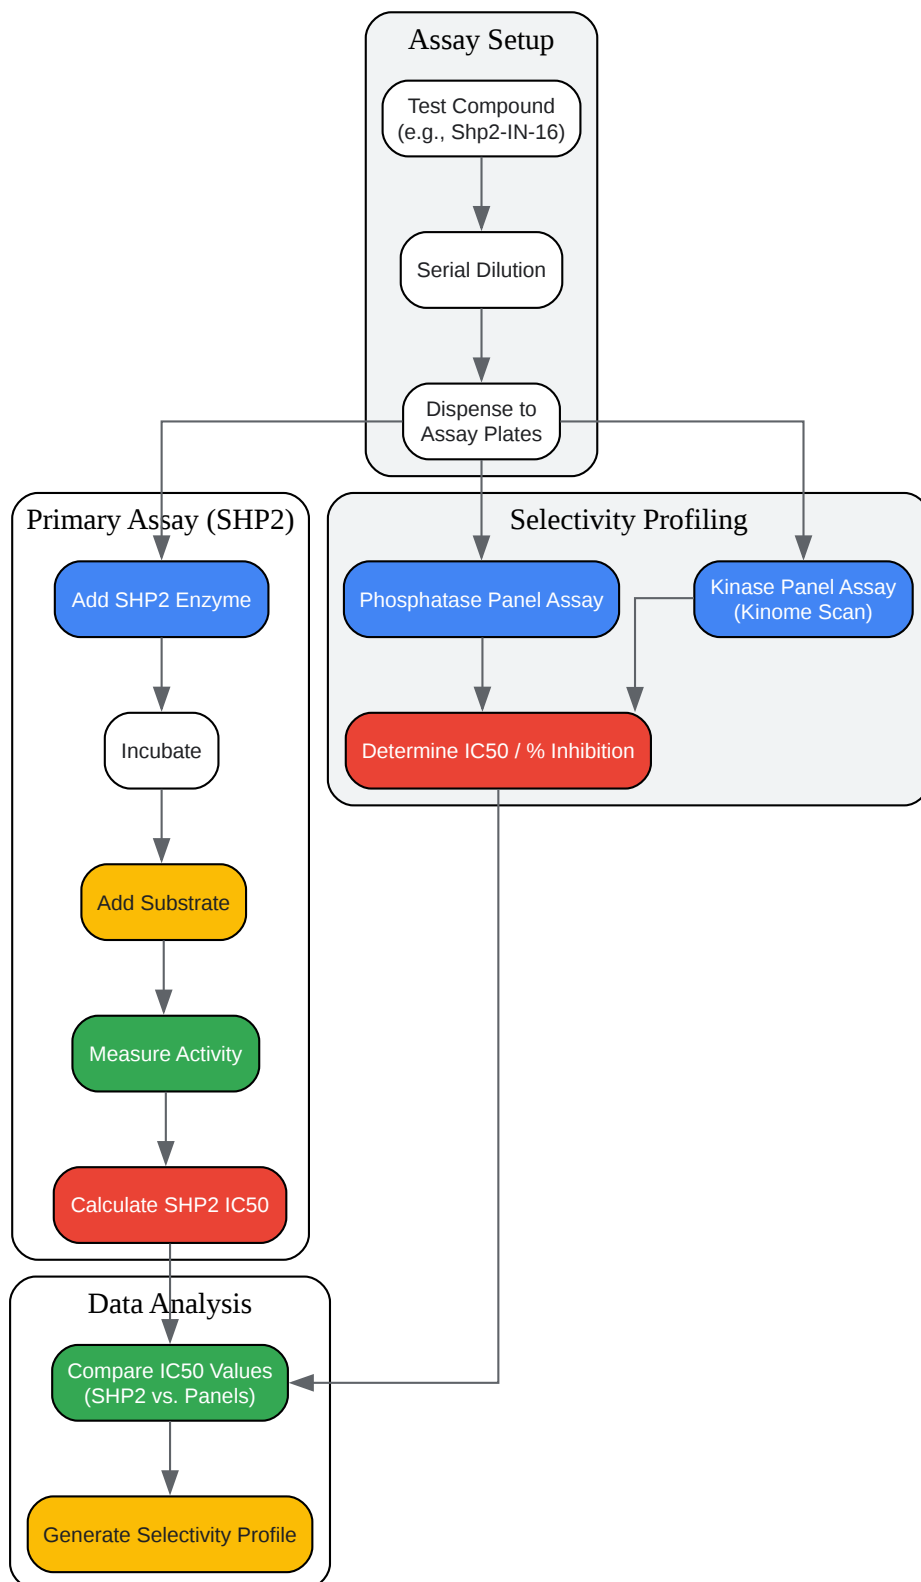 Assay Setup
Test Compound
(e.g., Shp2-IN-16)
Serial Dilution
Dispense to
Assay Plates
Primary Assay (SHP2)
Add SHP2 Enzyme
Incubate
Add Substrate
Measure Activity
Calculate SHP2 IC50
Selectivity Profiling
Phosphatase Panel Assay
Kinase Panel Assay
(Kinome Scan)
Determine IC50 / % Inhibition
Data Analysis
Compare IC50 Values
(SHP2 vs. Panels)
Generate Selectivity Profile